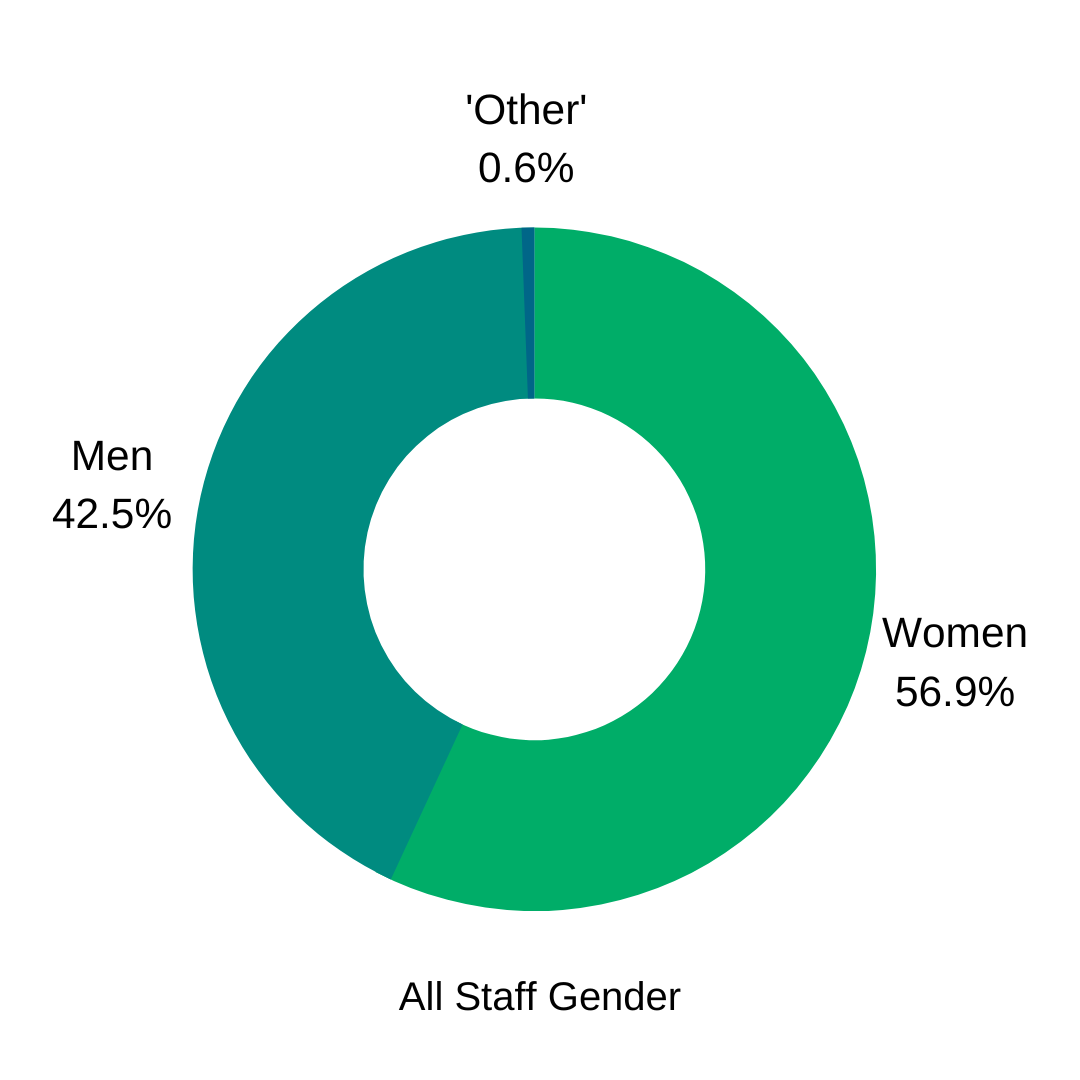 'Other'
0.6%
Men
42.5%
Women
56.9%
All Staff Gender